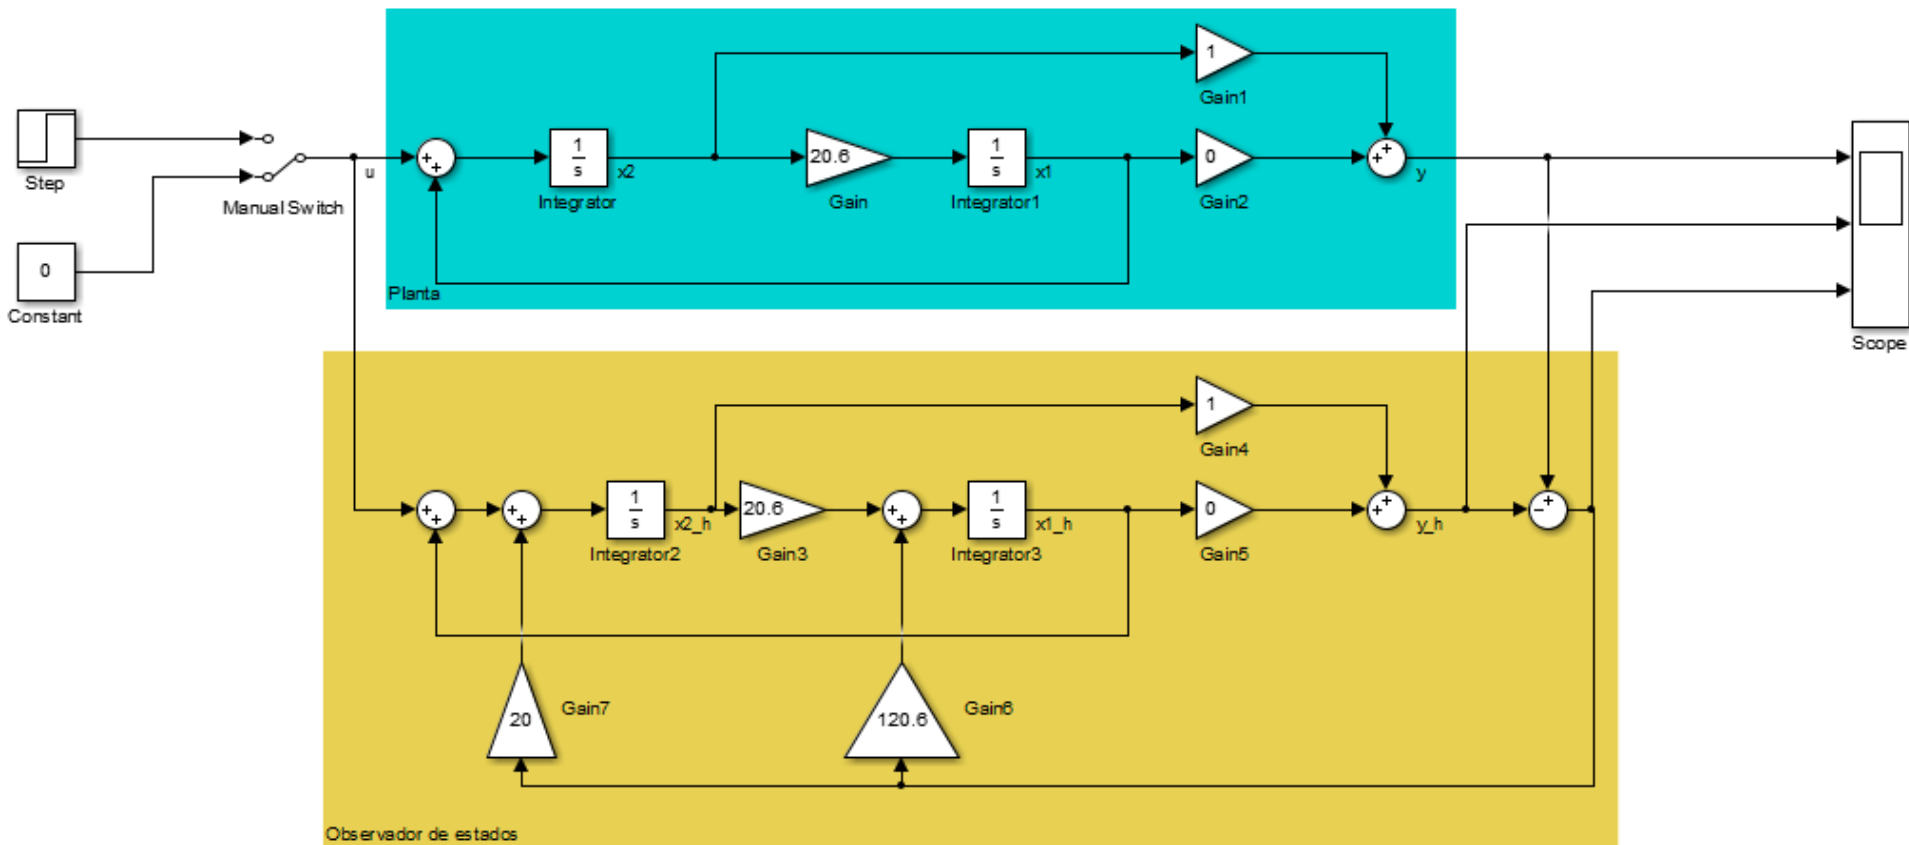 1
Gain1
Step
+
+
1
s
20.6
1
s
0
+
+
u
x2
x1
y
Integrator
Gain
Integrator1
Gain2
Manual Switch
0
Constant
Planta
Scope
1
Gain4
+
+
+
+
1
s
20.6
+
+
1
s
0
+
+
+
-
x2_h
x1_h
y_h
Integrator2
Gain3
Integrator3
Gain5
20
Gain7
120.6
Gain6
Observador de estados